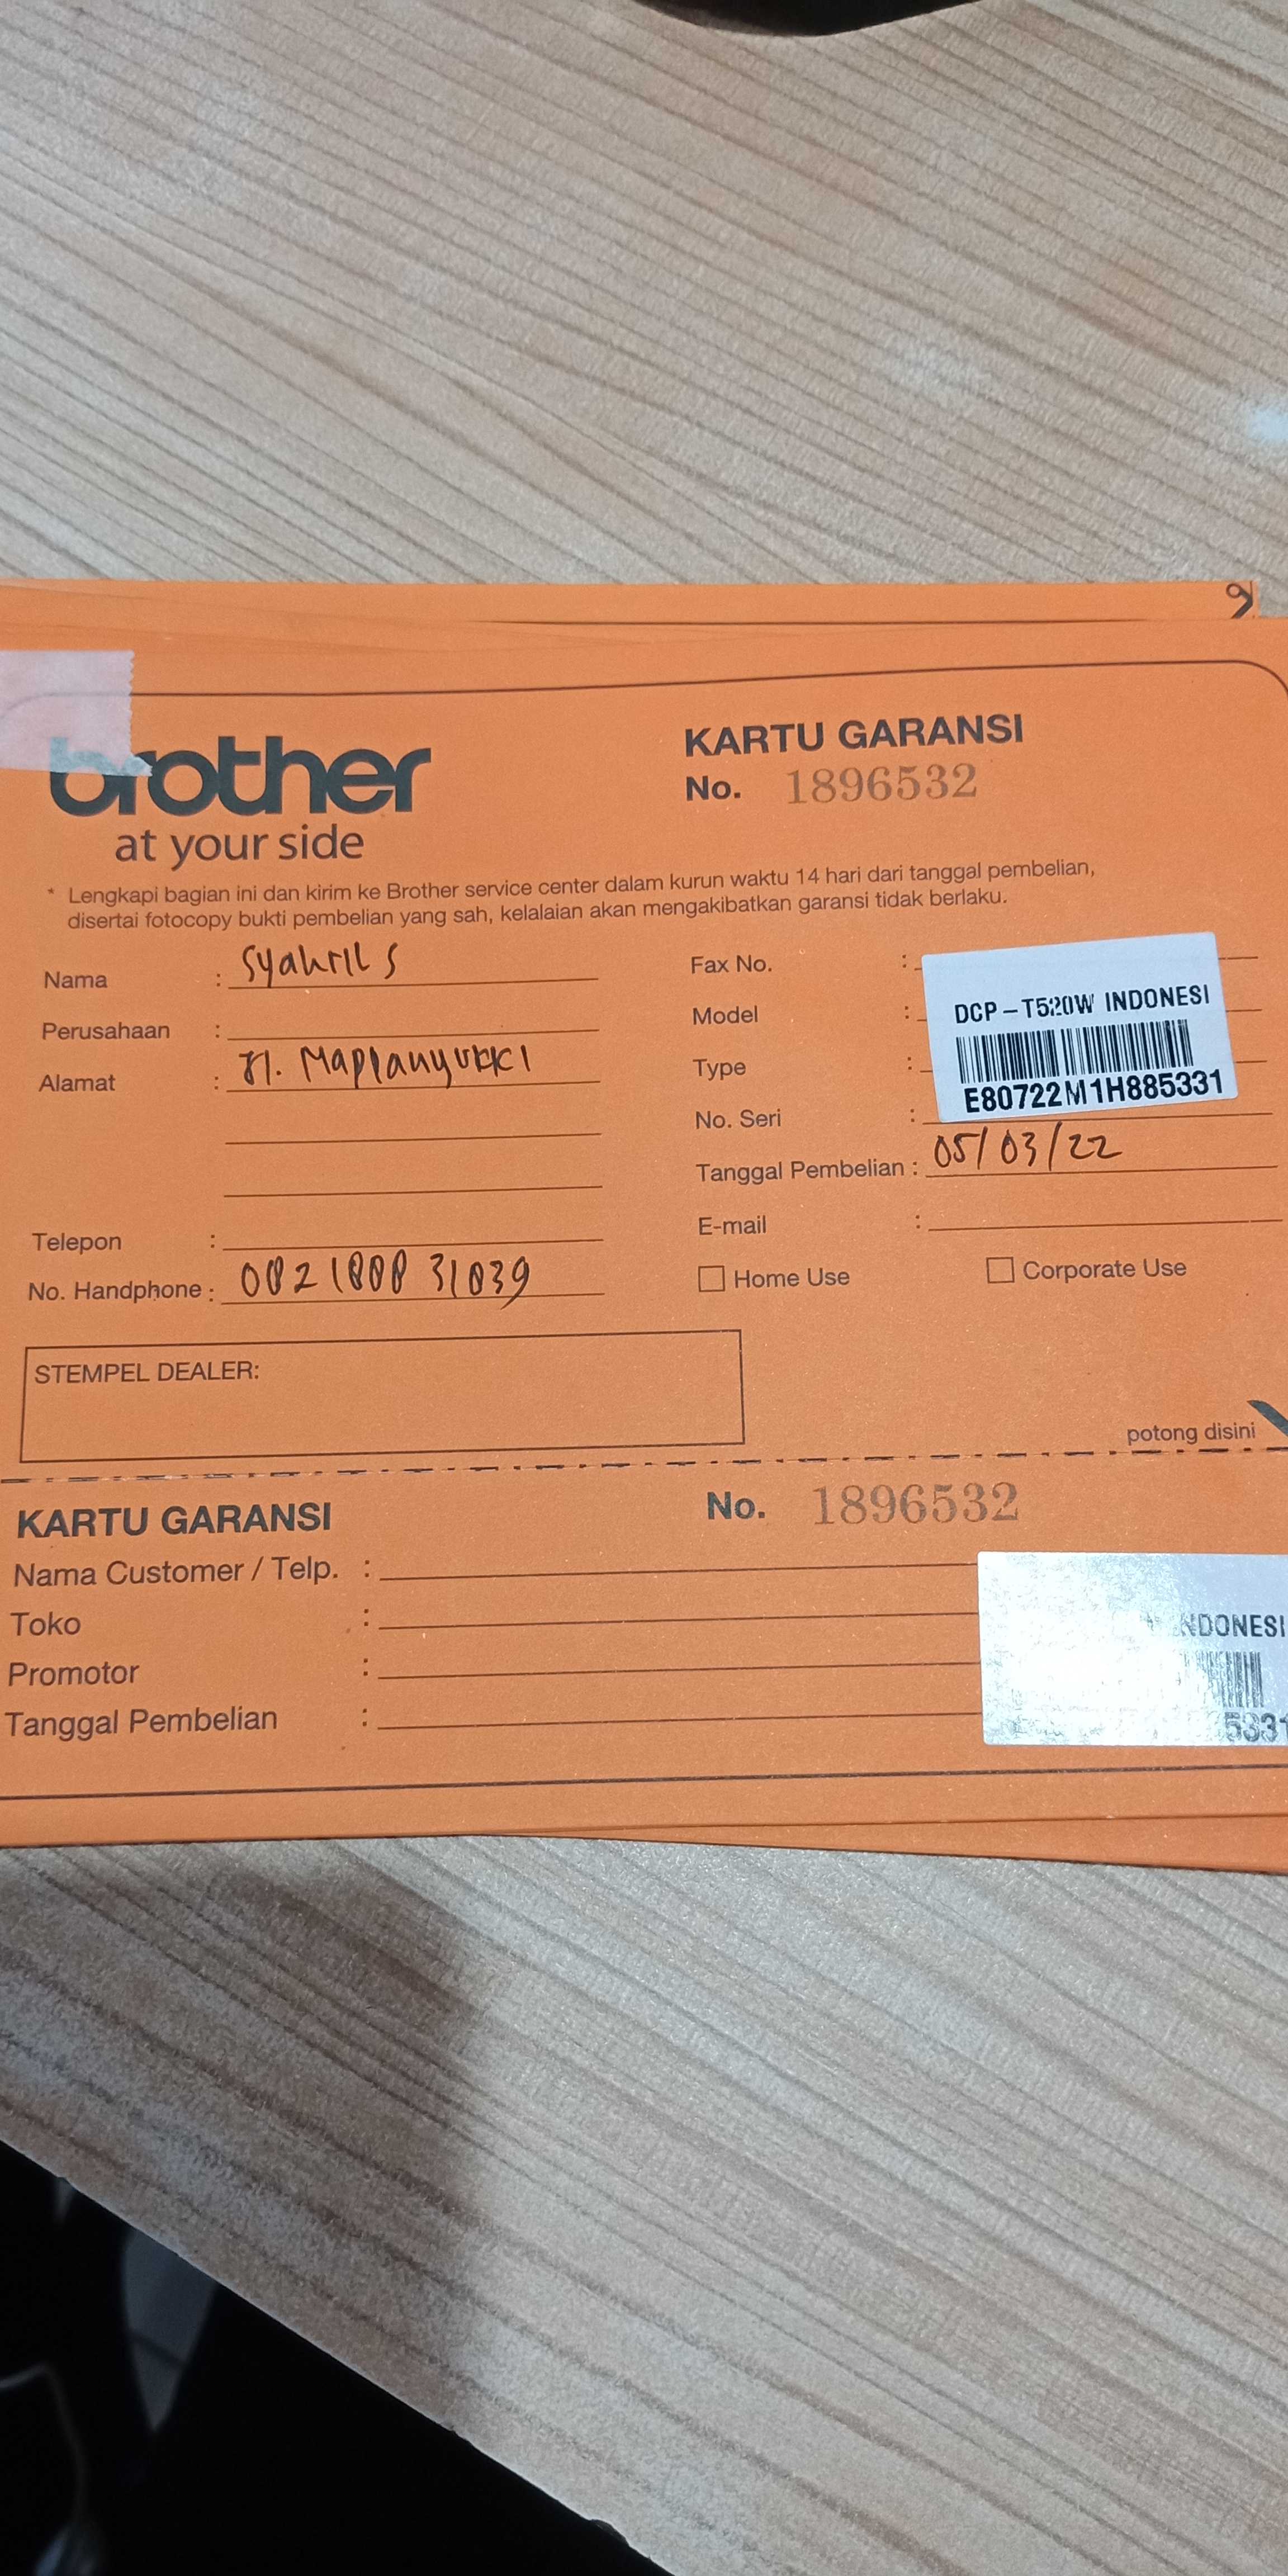 brother
at your side
KARTU GARANSI
No. 1896532
* Lengkapi bagian ini dan kirim ke Brother service center dalam kurun waktu 14 hari dari tanggal pembelian,
disertai fotocopy bukti pembelian yang sah, kelalaian akan mengakibatkan garansi tidak berlaku.
Nama : Syahril S
Perusahaan :
Alamat : Jl. Mappanyukki
Telepon :
No. Handphone : 082188831839
Fax No. :
Model :
Type :
No. Seri :
DCP-T520W INDONESI
E80722M1H885331
Tanggal Pembelian : 05/03/22
E-mail :
Home Use
Corporate Use
STEMPEL DEALER:
potong disini
KARTU GARANSI
No. 1896532
Nama Customer / Telp. :
Toko :
Promotor :
Tanggal Pembelian :
NDONESI
5331